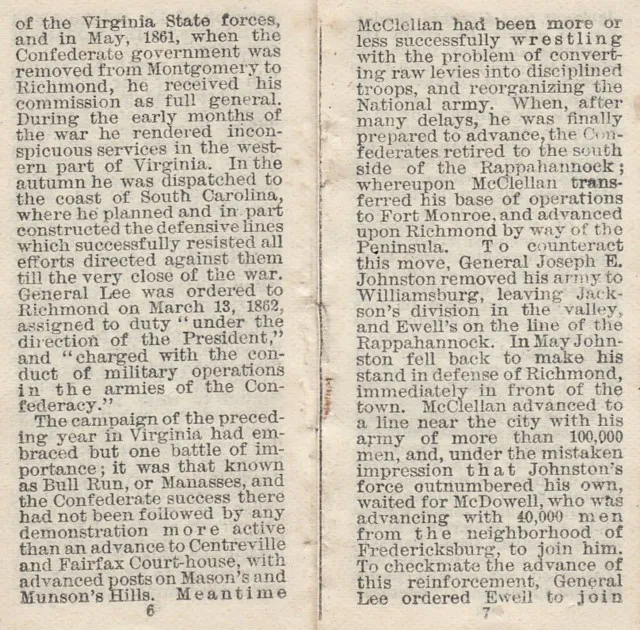 of the Virginia State forces,
and in May, 1861, when the
Confederate government was
removed from Montgomery to
Richmond, he received his
commission as full general.
During the early months of
the war he rendered incon-
spicuous services in the west-
ern part of Virginia. In the
autumn he was dispatched to
the coast of South Carolina,
where he planned and in part
constructed the defensive lines
which successfully resisted all
efforts directed against them
till the very close of the war.
General Lee was ordered to
Richmond on March 13, 1862,
assigned to duty "under the
direction of the President,"
and "charged with the con-
duct of military operations
in the armies of the Con-
federacy."
The campaign of the preced-
ing year in Virginia had em-
braced but one battle of im-
portance; it was that known
as Bull Run, or Manasses, and
the Confederate success there
had not been followed by any
demonstration more active
than an advance to Centreville
and Fairfax Court-house, with
advanced posts on Mason's and
Munson's Hills. Meantime
6
McClellan had been more or
less successfully wrestling
with the problem of convert-
ing raw levies into disciplined
troops, and reorganizing the
National army. When, after
many delays, he was finally
prepared to advance, the Con-
federates retired to the south
side of the Rappahannock;
whereupon McClellan trans-
ferred his base of operations
to Fort Monroe, and advanced
upon Richmond by way of the
Peninsula. To counteract
this move, General Joseph E.
Johnston removed his army to
Williamsburg, leaving Jack-
son's division in the valley,
and Ewell's on the line of the
Rappahannock. In May John-
ston fell back to make his
stand in defense of Richmond,
immediately in front of the
town. McClellan advanced to
a line near the city with his
army of more than 100,000
men, and, under the mistaken
impression that Johnston's
force outnumbered his own,
waited for McDowell, who was
advancing with 40,000 men
from the neighborhood of
Fredericksburg, to join him.
To checkmate the advance of
this reinforcement, General
Lee ordered Ewell to join
7